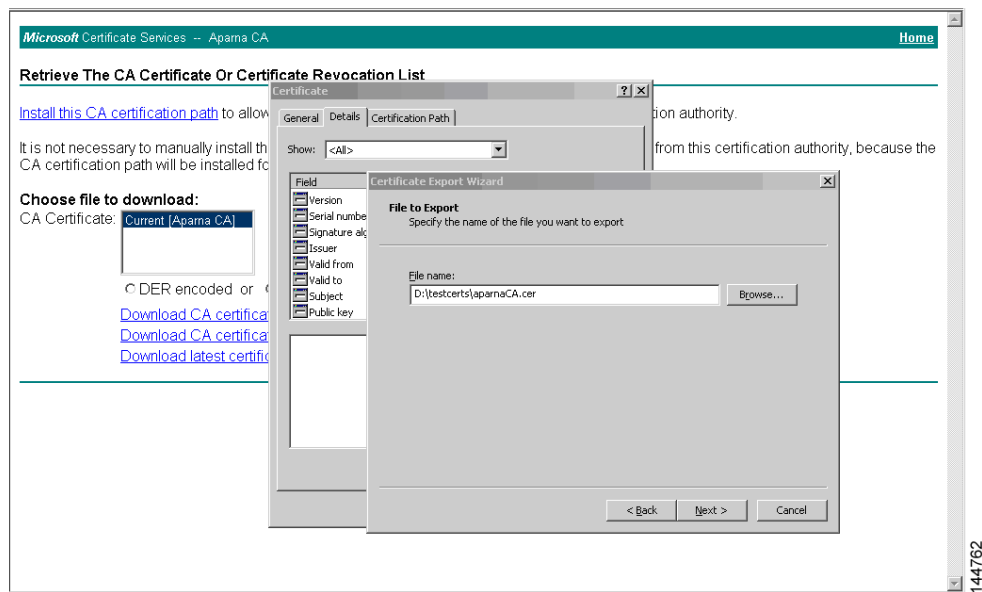 Microsoft Certificate Services -- Aparna CA Home
Retrieve The CA Certificate Or Certificate Revocation List
Install this CA certification path to allow
tion authority.
It is not necessary to manually install th
from this certification authority, because the
CA certification path will be installed fo
Choose file to download:
CA Certificate: Current [Aparna CA]
DER encoded or
Download CA certifica
Download CA certifica
Download latest certific
Certificate
General Details Certification Path
Show: <All>
Field
Version
Serial numbe
Signature alg
Issuer
Valid from
Valid to
Subject
Public key
Certificate Export Wizard
File to Export
Specify the name of the file you want to export
File name:
D:\testcerts\aparnaCA.cer Browse...
< Back Next > Cancel
144762